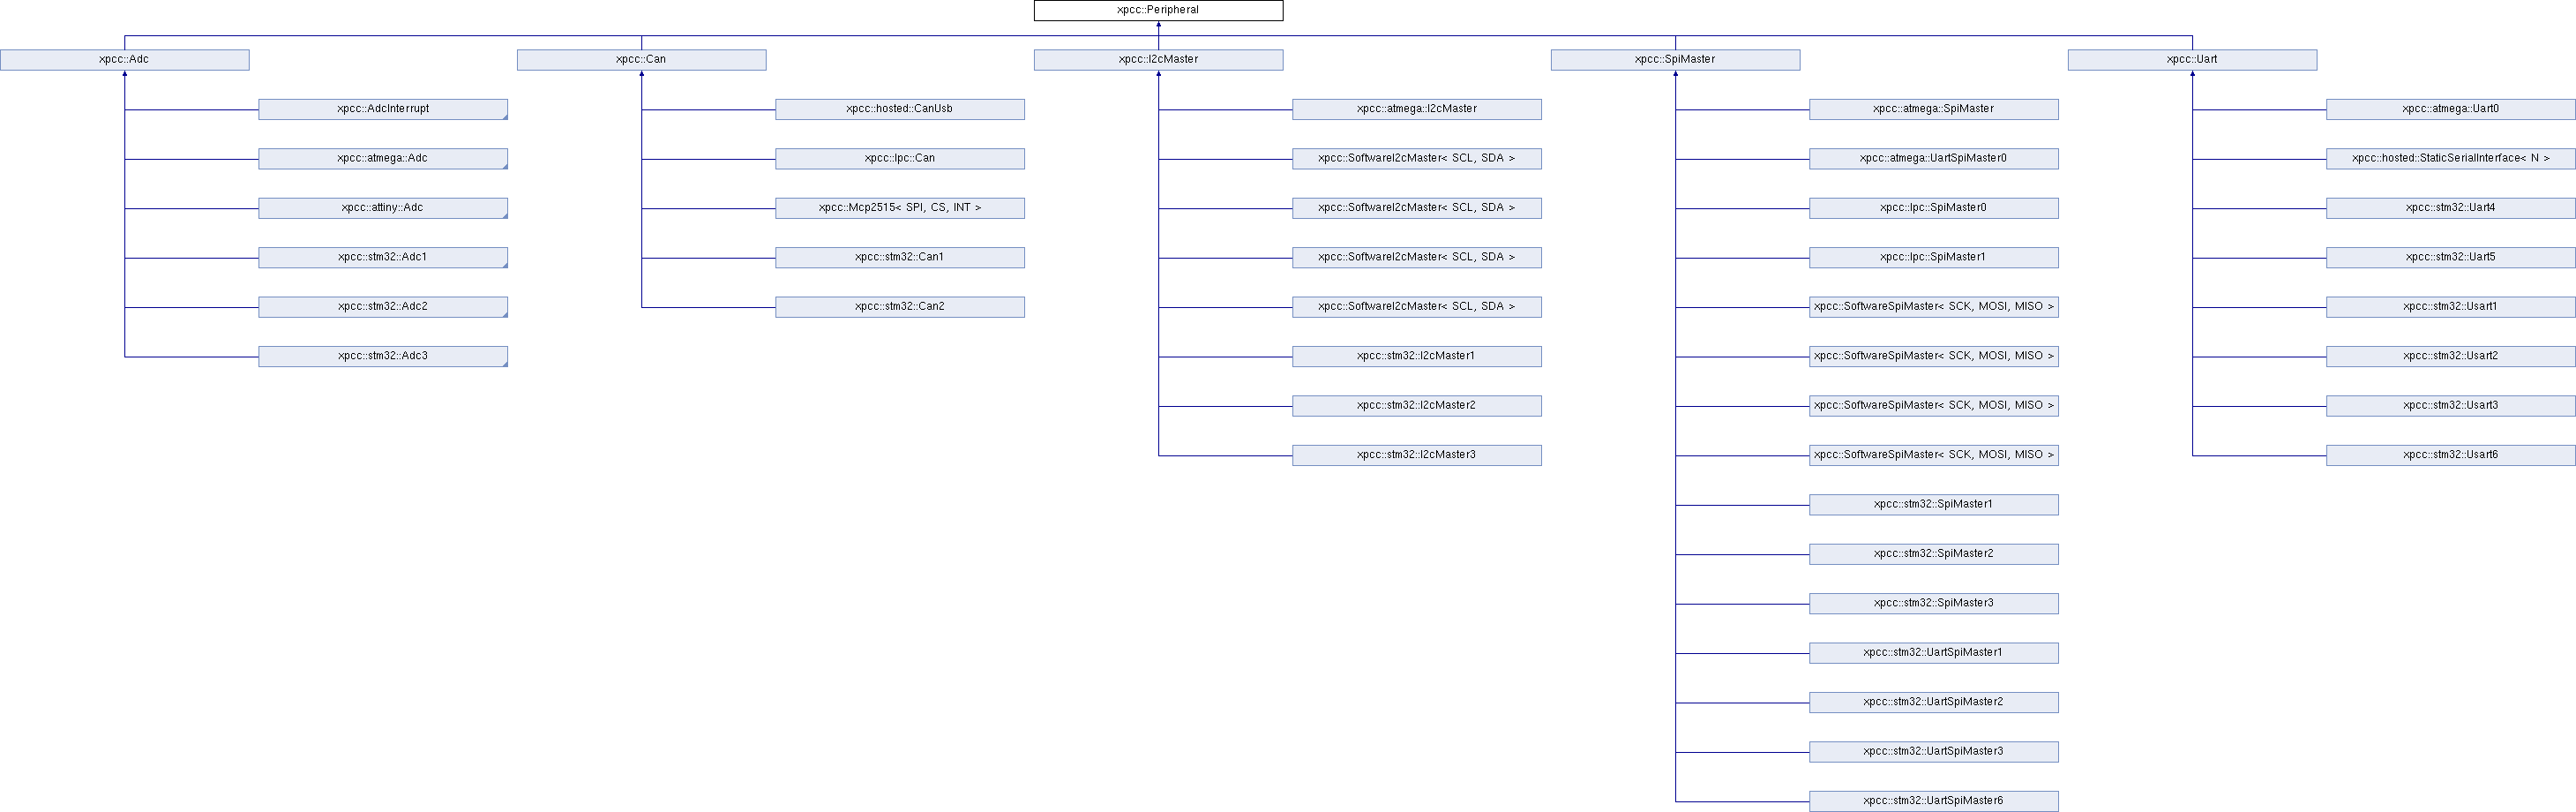 xpcc::Peripheral
xpcc::Adc
xpcc::Can
xpcc::I2cMaster
xpcc::SpiMaster
xpcc::Uart
xpcc::AdcInterrupt
xpcc::hosted::CanUsb
xpcc::atmega::I2cMaster
xpcc::atmega::SpiMaster
xpcc::atmega::Uart0
xpcc::atmega::Adc
xpcc::lpc::Can
xpcc::SoftwareI2cMaster< SCL, SDA >
xpcc::atmega::UartSpiMaster0
xpcc::hosted::StaticSerialInterface< N >
xpcc::attiny::Adc
xpcc::Mcp2515< SPI, CS, INT >
xpcc::SoftwareI2cMaster< SCL, SDA >
xpcc::lpc::SpiMaster0
xpcc::stm32::Uart4
xpcc::stm32::Adc1
xpcc::stm32::Can1
xpcc::SoftwareI2cMaster< SCL, SDA >
xpcc::lpc::SpiMaster1
xpcc::stm32::Uart5
xpcc::stm32::Adc2
xpcc::stm32::Can2
xpcc::SoftwareI2cMaster< SCL, SDA >
xpcc::SoftwareSpiMaster< SCK, MOSI, MISO >
xpcc::stm32::Usart1
xpcc::stm32::Adc3
xpcc::stm32::I2cMaster1
xpcc::SoftwareSpiMaster< SCK, MOSI, MISO >
xpcc::stm32::Usart2
xpcc::stm32::I2cMaster2
xpcc::SoftwareSpiMaster< SCK, MOSI, MISO >
xpcc::stm32::Usart3
xpcc::stm32::I2cMaster3
xpcc::SoftwareSpiMaster< SCK, MOSI, MISO >
xpcc::stm32::Usart6
xpcc::stm32::SpiMaster1
xpcc::stm32::SpiMaster2
xpcc::stm32::SpiMaster3
xpcc::stm32::UartSpiMaster1
xpcc::stm32::UartSpiMaster2
xpcc::stm32::UartSpiMaster3
xpcc::stm32::UartSpiMaster6